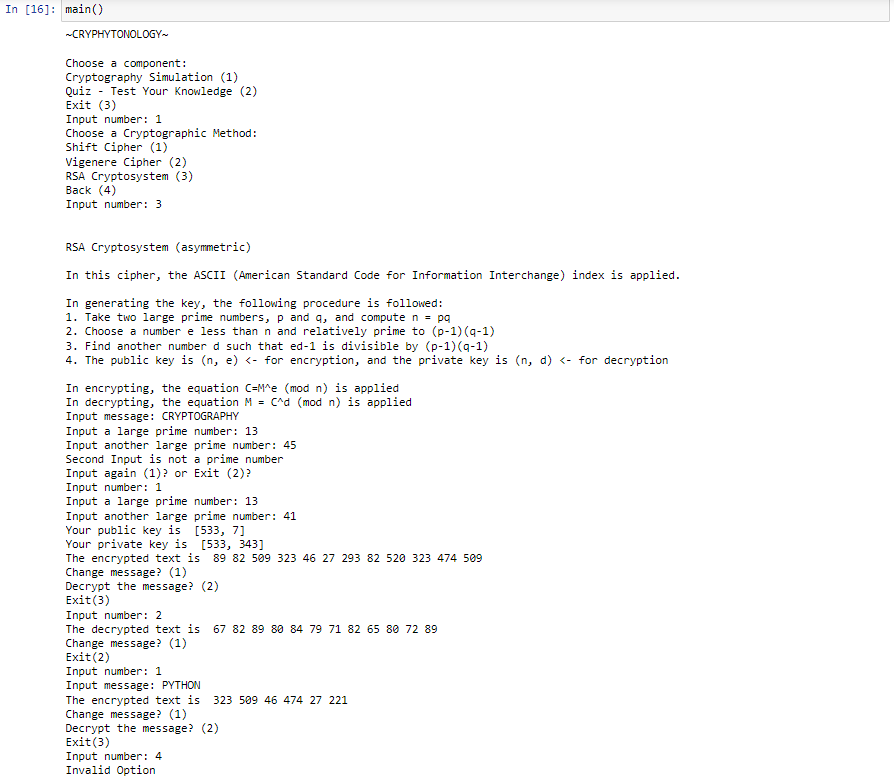 In [16]: main()
~CRYPHYTONOLOGY~
Choose a component:
Cryptography Simulation (1)
Quiz - Test Your Knowledge (2)
Exit (3)
Input number: 1
Choose a Cryptographic Method:
Shift Cipher (1)
Vigenere Cipher (2)
RSA Cryptosystem (3)
Back (4)
Input number: 3
RSA Cryptosystem (asymmetric)
In this cipher, the ASCII (American Standard Code for Information Interchange) index is applied.
In generating the key, the following procedure is followed:
1. Take two large prime numbers, p and q, and compute n = pq
2. Choose a number e less than n and relatively prime to (p-1)(q-1)
3. Find another number d such that ed-1 is divisible by (p-1)(q-1)
4. The public key is (n, e) <- for encryption, and the private key is (n, d) <- for decryption
In encrypting, the equation C=M^e (mod n) is applied
In decrypting, the equation M = C^d (mod n) is applied
Input message: CRYPTOGRAPHY
Input a large prime number: 13
Input another large prime number: 45
Second Input is not a prime number
Input again (1)? or Exit (2)?
Input number: 1
Input a large prime number: 13
Input another large prime number: 41
Your public key is  [533, 7]
Your private key is  [533, 343]
The encrypted text is  89 82 509 323 46 27 293 82 520 323 474 509
Change message? (1)
Decrypt the message? (2)
Exit(3)
Input number: 2
The decrypted text is  67 82 89 80 84 79 71 82 65 80 72 89
Change message? (1)
Exit(2)
Input number: 1
Input message: PYTHON
The encrypted text is  323 509 46 474 27 221
Change message? (1)
Decrypt the message? (2)
Exit(3)
Input number: 4
Invalid Option